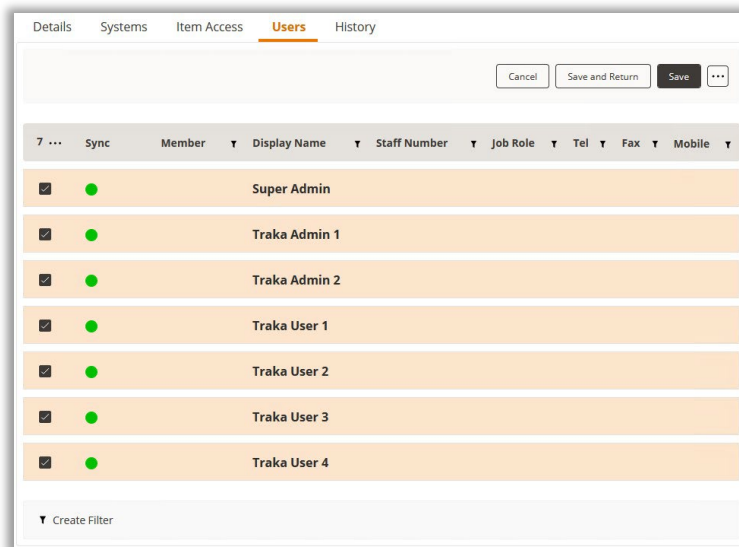 Details Systems Item Access Users History
Cancel Save and Return Save ...
7 ... Sync Member Display Name Staff Number Job Role Tel Fax Mobile
Super Admin
Traka Admin 1
Traka Admin 2
Traka User 1
Traka User 2
Traka User 3
Traka User 4
Create Filter